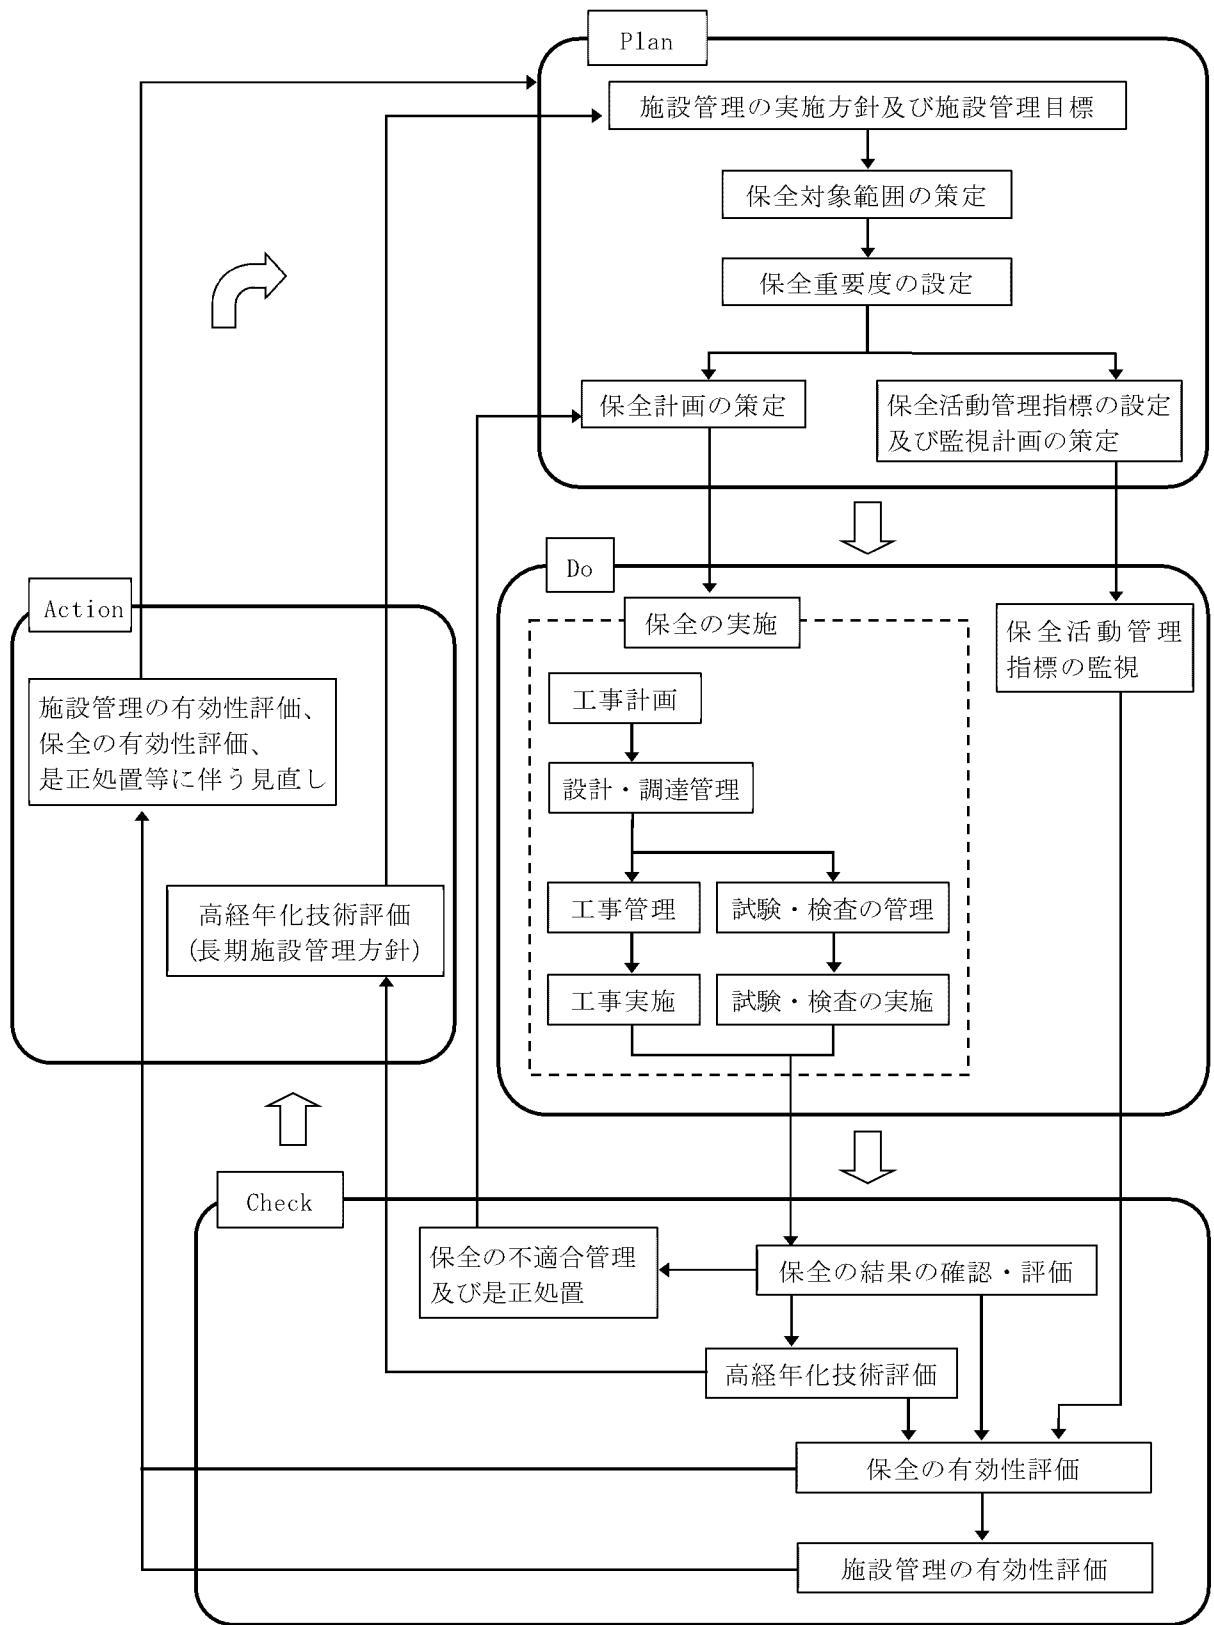 Plan
施設管理の実施方針及び施設管理目標
保全対象範囲の策定
保全重要度の設定
保全計画の策定
保全活動管理指標の設定
及び監視計画の策定
Do
保全の実施
保全活動管理
指標の監視
工事計画
設計・調達管理
工事管理
試験・検査の管理
工事実施
試験・検査の実施
Action
施設管理の有効性評価、
保全の有効性評価、
是正処置等に伴う見直し
高経年化技術評価
(長期施設管理方針)
Check
保全の不適合管理
及び是正処置
保全の結果の確認・評価
高経年化技術評価
保全の有効性評価
施設管理の有効性評価